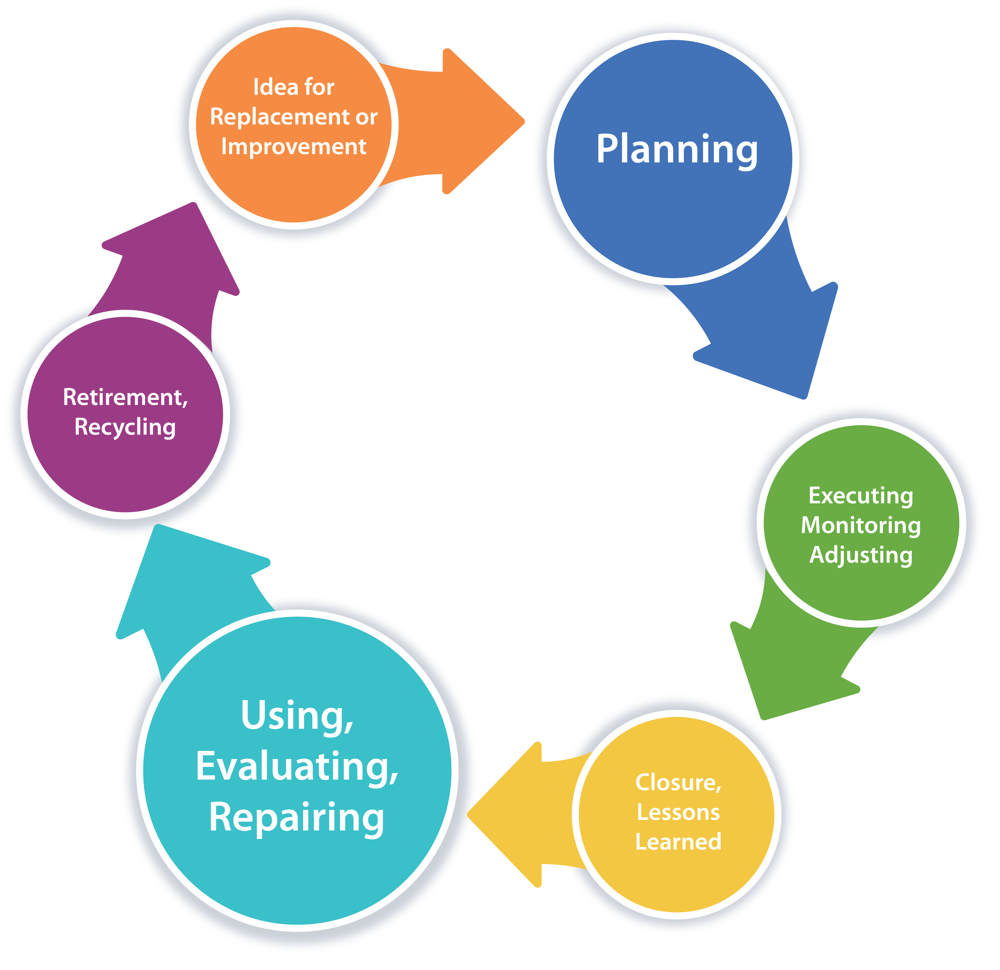 Idea for
Replacement or
Improvement
Planning
Executing
Monitoring
Adjusting
Closure,
Lessons
Learned
Using,
Evaluating,
Repairing
Retirement,
Recycling